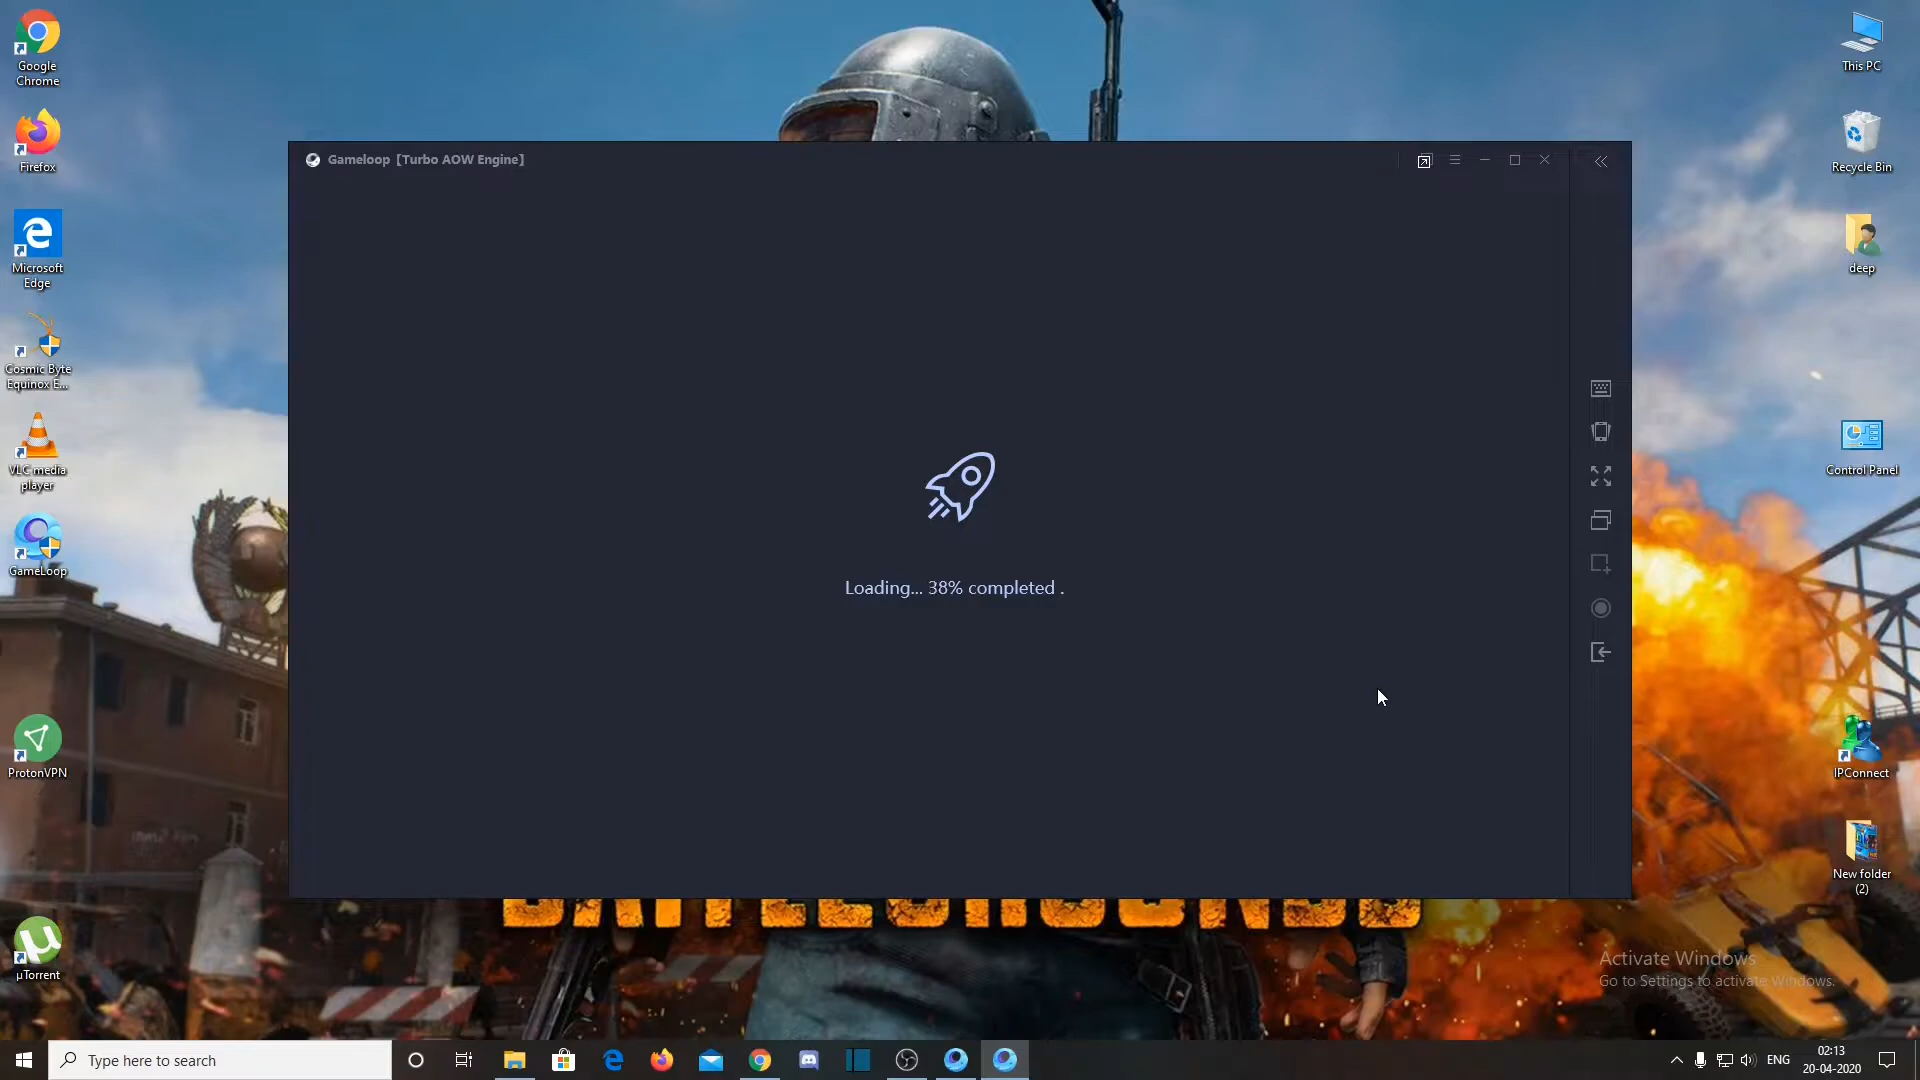 Google
Chrome
Firefox
Microsoft
Edge
Cosmic Byte
Equinox E...
VLC media
player
GameLoop
ProtonVPN
µTorrent
Gameloop [Turbo AOW Engine]
Loading... 38% completed .
This PC
Recycle Bin
deep
Control Panel
IPConnect
New folder
(2)
Activate Windows
Go to Settings to activate Windows.
Type here to search
ENG
02:13
20-04-2020